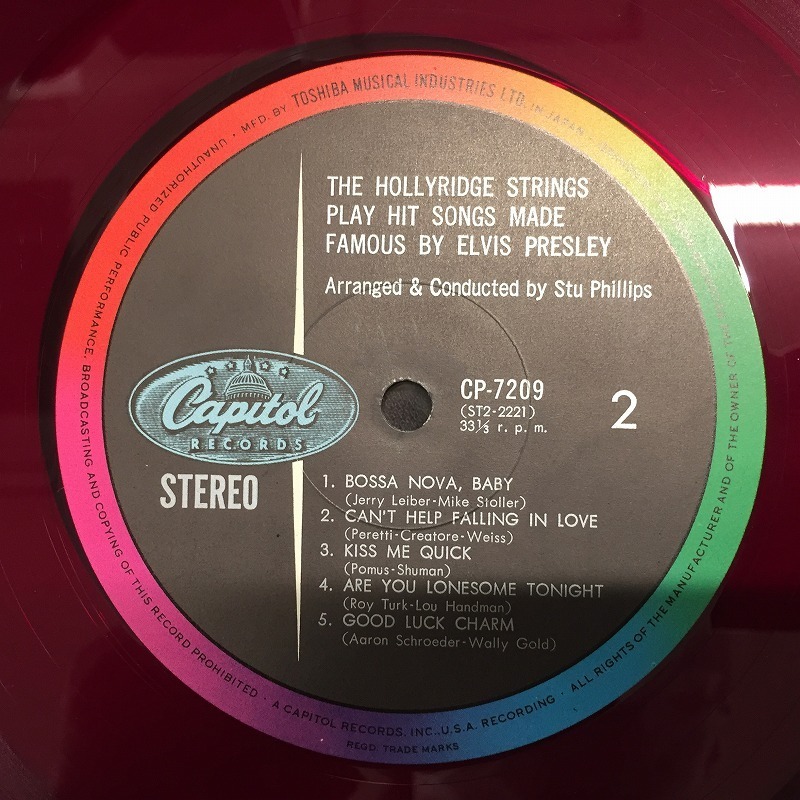 MFD. BY TOSHIBA MUSICAL INDUSTRIES LTD. IN JAPAN
THE HOLLYRIDGE STRINGS
PLAY HIT SONGS MADE
FAMOUS BY ELVIS PRESLEY
Arranged & Conducted by Stu Phillips
Capitol
RECORDS
STEREO
CP-7209
(ST2-2221)
33⅓ r. p. m.
2
1. BOSSA NOVA, BABY
(Jerry Leiber-Mike Stoller)
2. CAN'T HELP FALLING IN LOVE
(Peretti-Creatore-Weiss)
3. KISS ME QUICK
(Pomus-Shuman)
4. ARE YOU LONESOME TONIGHT
(Roy Turk-Lou Handman)
5. GOOD LUCK CHARM
(Aaron Schroeder-Wally Gold)
ALL RIGHTS OF THE MANUFACTURER AND OF THE OWNER OF THE
UNAUTHORIZED PUBLIC PERFORMANCE, BROADCASTING AND COPYING OF THIS RECORD PROHIBITED · A CAPITOL RECORDS, INC., U.S.A. RECORDING ·
REGD. TRADE MARKS